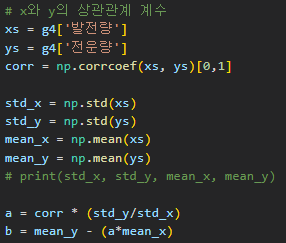 # x와 y의 상관관계 계수
xs = g4['발전량']
ys = g4['전운량']
corr = np.corrcoef(xs, ys)[0,1]
std_x = np.std(xs)
std_y = np.std(ys)
mean_x = np.mean(xs)
mean_y = np.mean(ys)
# print(std_x, std_y, mean_x, mean_y)
a = corr * (std_y/std_x)
b = mean_y - (a*mean_x)